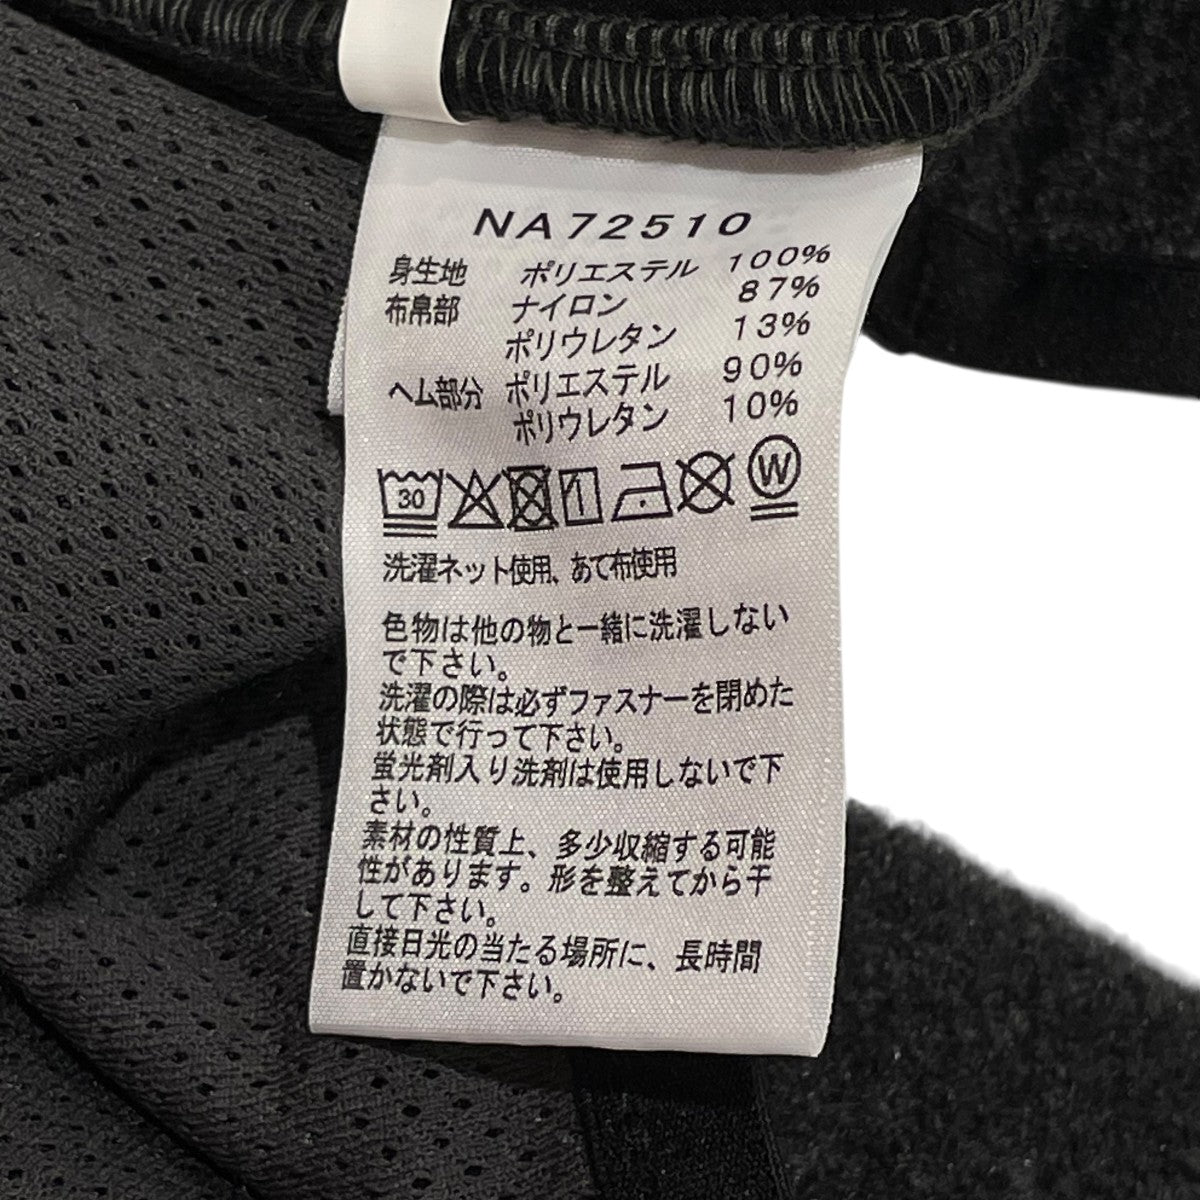 NA72510
身生地 ポリエステル 100%
布帛部 ナイロン 87%
ポリウレタン 13%
ヘム部分 ポリエステル 90%
ポリウレタン 10%
30 W
洗濯ネット使用、あて布使用
色物は他の物と一緒に洗濯しない
で下さい。
洗濯の際は必ずファスナーを閉めた
状態で行って下さい。
蛍光剤入り洗剤は使用しないで下
さい。
素材の性質上、多少収縮する可能
性があります。形を整えてから干
して下さい。
直接日光の当たる場所に、長時間
置かないで下さい。